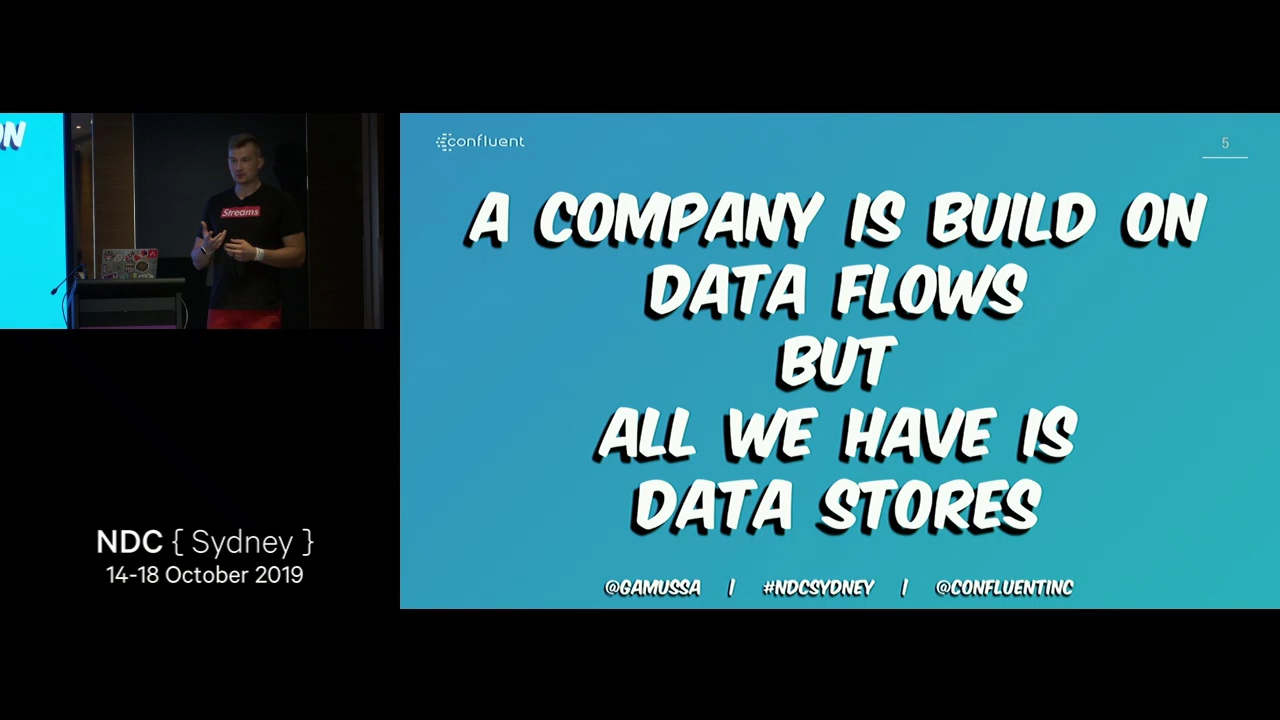 ON
Streams
NDC { Sydney }
14-18 October 2019
confluent
5
A COMPANY IS BUILD ON
DATA FLOWS
BUT
ALL WE HAVE IS
DATA STORES
@GAMUSSA | #NDCSYDNEY | @CONFLUENTINC